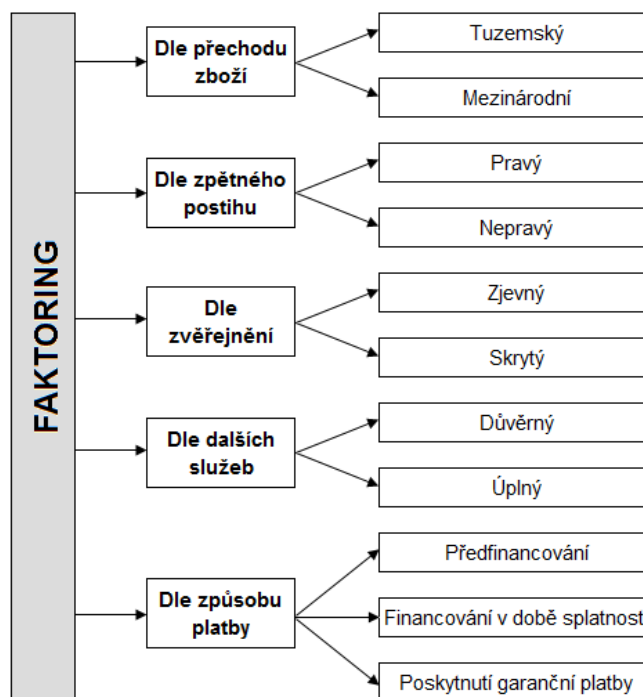 FAKTORING
Dle přechodu
zboží
Tuzemský
Mezinárodní
Dle zpětného
postihu
Pravý
Nepravý
Dle
zvěřejnění
Zjevný
Skrytý
Dle dalších
služeb
Důvěrný
Úplný
Dle způsobu
platby
Předfinancování
Financování v době splatnost
Poskytnutí garanční platby